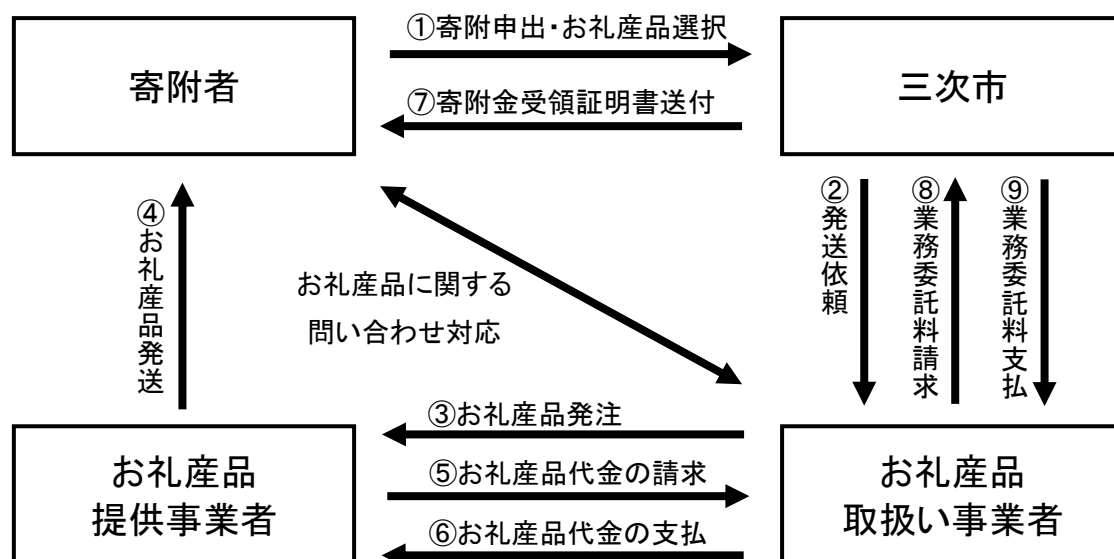 ①寄附申出・お礼産品選択
寄附者
三次市
⑦寄附金受領証明書送付
④お礼産品発送
お礼産品に関する
問い合わせ対応
②発送依頼
⑧業務委託料請求
⑨業務委託料支払
③お礼産品発注
お礼産品
提供事業者
⑤お礼産品代金の請求
⑥お礼産品代金の支払
お礼産品
取扱い事業者